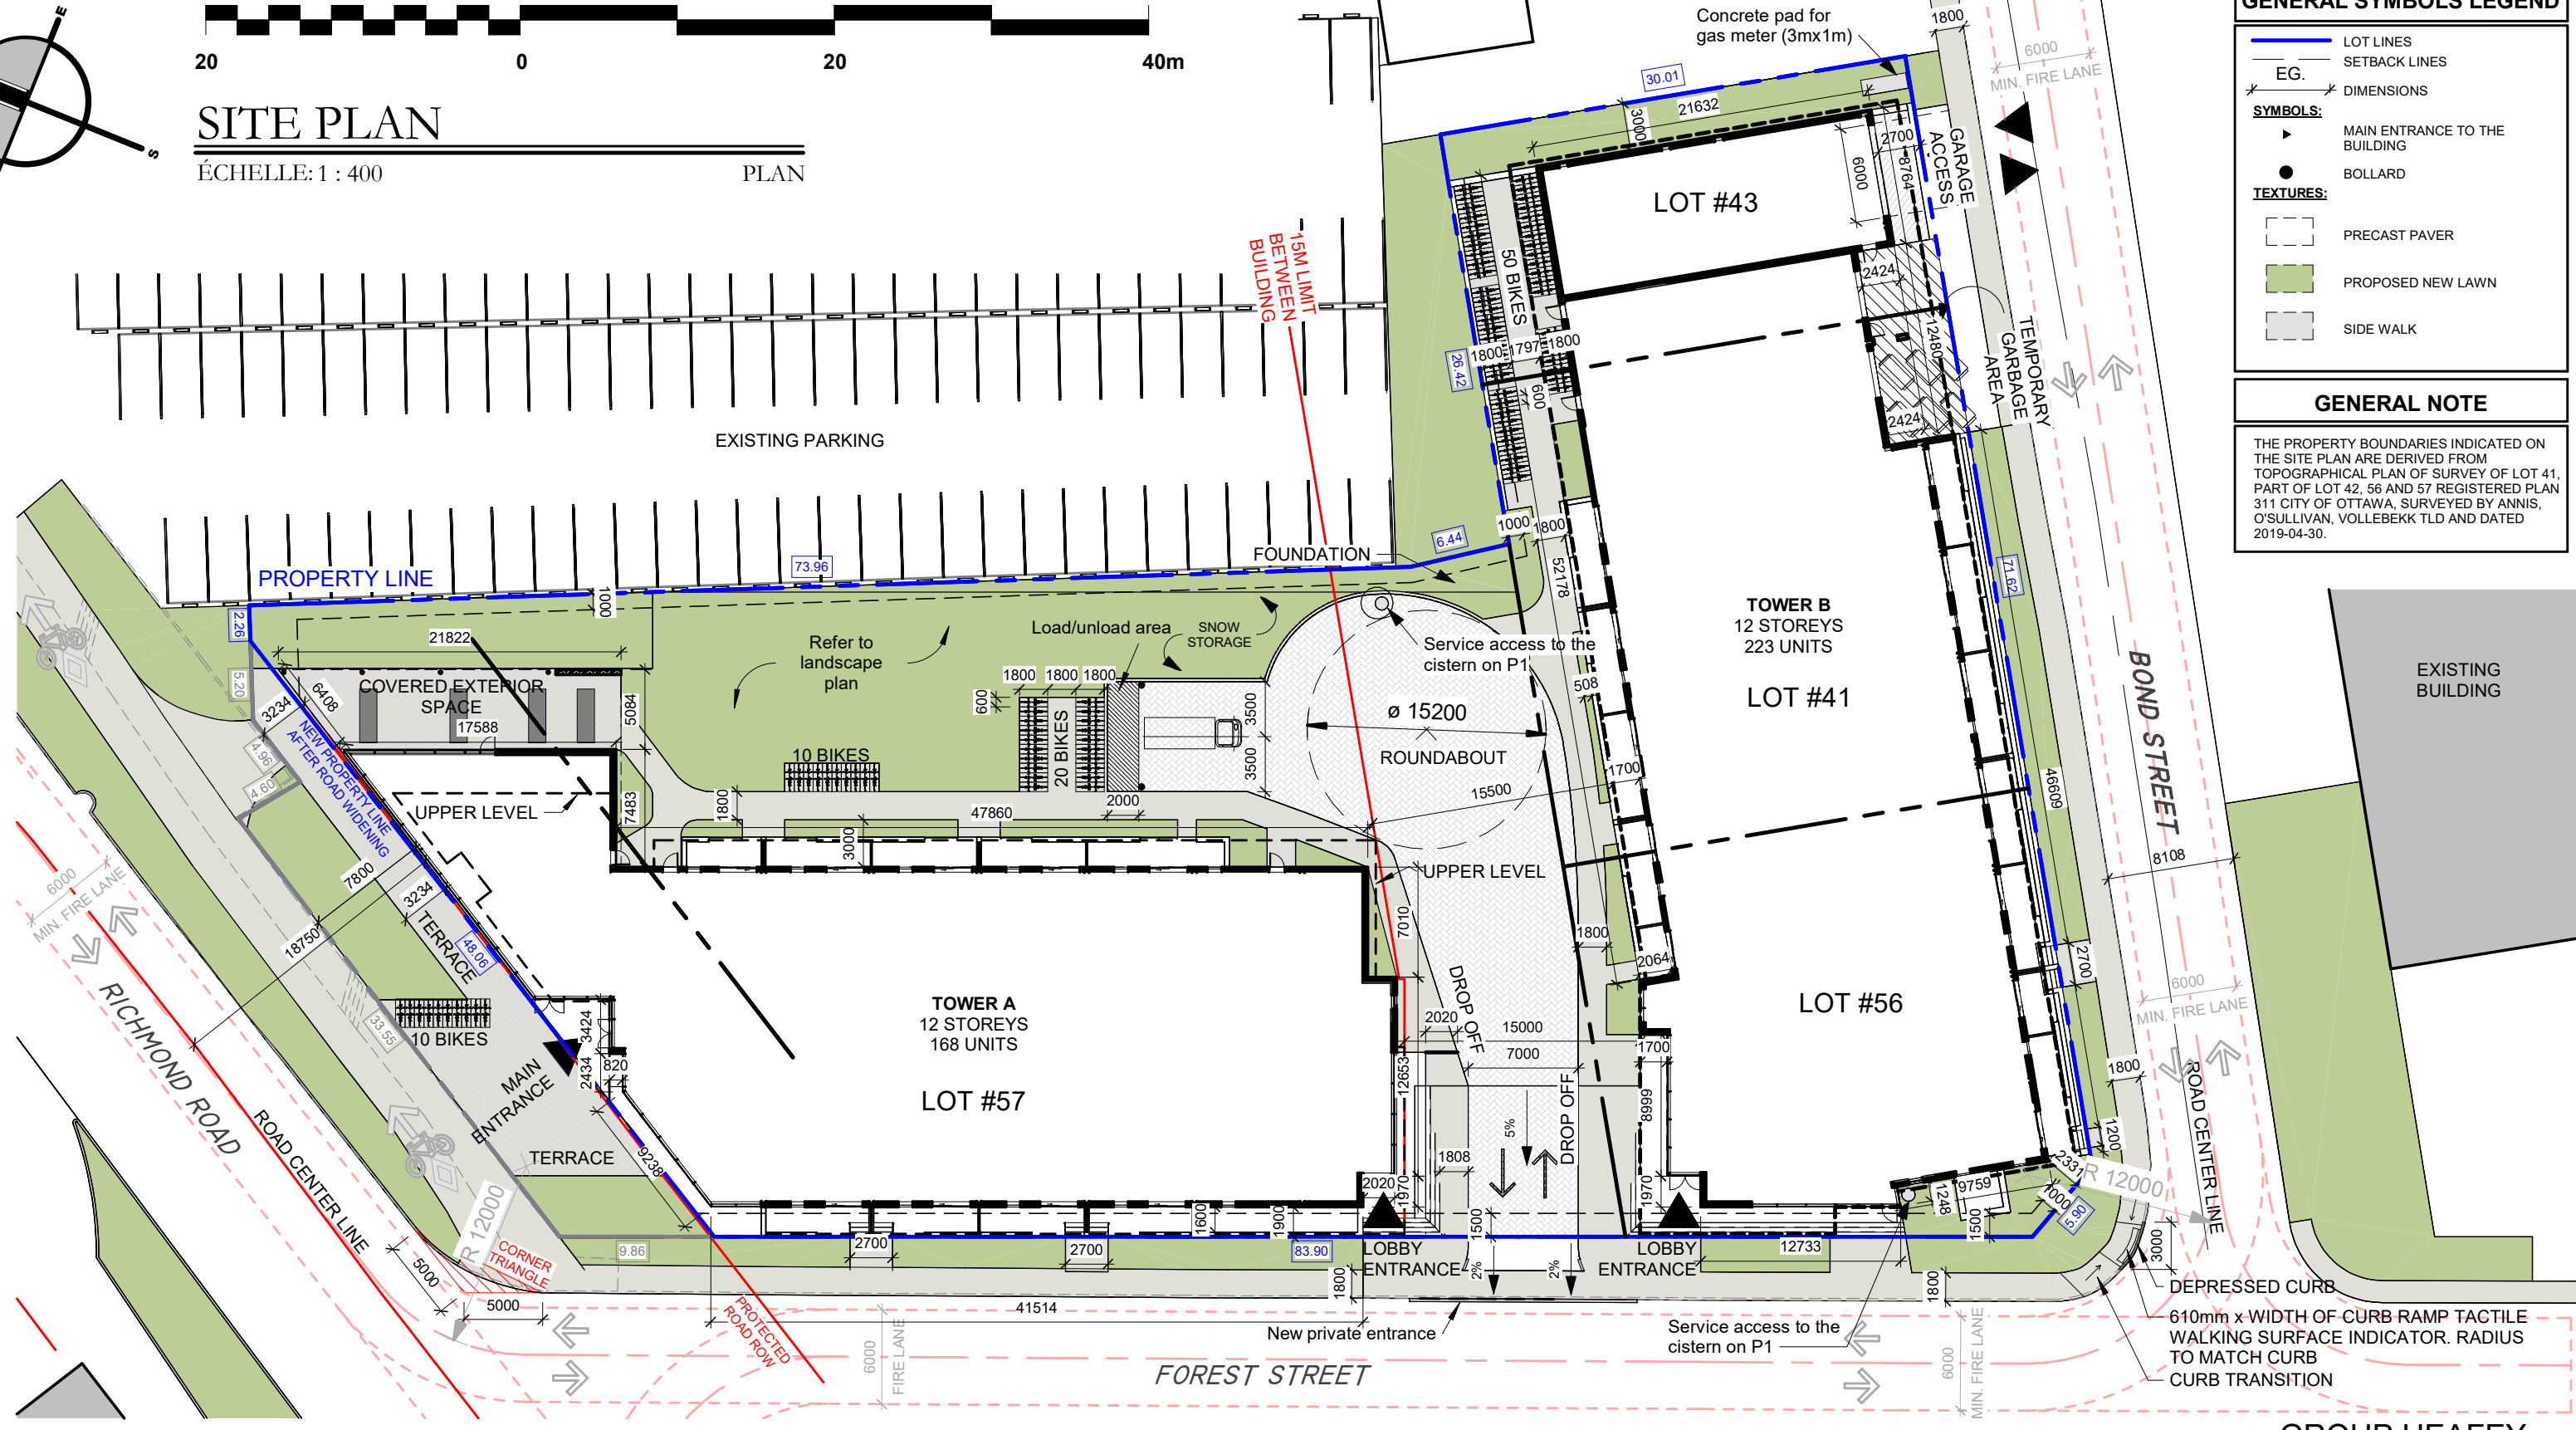 E
S
20
0
20
40m
SITE PLAN
ÉCHELLE: 1 : 400
PLAN
Concrete pad for
gas meter (3mx1m)
1800
6000
MIN. FIRE LANE
GENERAL SYMBOLS LEGEND
LOT LINES
SETBACK LINES
EG.
DIMENSIONS
SYMBOLS:
MAIN ENTRANCE TO THE
BUILDING
BOLLARD
TEXTURES:
PRECAST PAVER
PROPOSED NEW LAWN
SIDE WALK
GENERAL NOTE
THE PROPERTY BOUNDARIES INDICATED ON
THE SITE PLAN ARE DERIVED FROM
TOPOGRAPHICAL PLAN OF SURVEY OF LOT 41,
PART OF LOT 42, 56 AND 57 REGISTERED PLAN
311 CITY OF OTTAWA, SURVEYED BY ANNIS,
O'SULLIVAN, VOLLEBEKK TLD AND DATED
2019-04-30.
30.01
21632
3000
2700
6000
8764
GARAGE
ACCESS
LOT #43
15M LIMIT
BETWEEN
BUILDING
50 BIKES
2424
12480
TEMPORARY
GARBAGE
AREA
26.42
1800
1797
1800
600
2424
EXISTING PARKING
1000
1800
6.44
FOUNDATION
52178
71.62
PROPERTY LINE
73.96
1000
2.26
21822
Refer to
landscape
plan
Load/unload area
SNOW
STORAGE
Service access to the
cistern on P1
TOWER B
12 STOREYS
223 UNITS
LOT #41
BOND STREET
EXISTING
BUILDING
5.20
6408
COVERED EXTERIOR
SPACE
3234
17588
5084
1800
1800
1800
600
508
3500
3500
ø 15200
ROUNDABOUT
NEW PROPERTY LINE
AFTER ROAD WIDENING
4.96
4.60
10 BIKES
20 BIKES
1700
15500
46609
UPPER LEVEL
7483
1800
47860
2000
3000
8108
UPPER LEVEL
6000
MIN. FIRE LANE
7800
3234
18750
TERRACE
48.06
7010
1800
2064
2700
6000
MIN. FIRE LANE
DROP OFF
RICHMOND ROAD
33.55
10 BIKES
MAIN
ENTRANCE
3424
2434
820
TOWER A
12 STOREYS
168 UNITS
LOT #57
LOT #56
2020
15000
7000
1700
12653
8999
5%
DROP OFF
1800
ROAD CENTER LINE
1200
ROAD CENTER LINE
TERRACE
9238
1808
2020
1970
1970
2331
R 12000
9759
1248
1000
5.90
1500
R 12000
CORNER
TRIANGLE
9.86
2700
2700
1600
1900
83.90
LOBBY
ENTRANCE
1500
2%
2%
LOBBY
ENTRANCE
12733
3000
5000
5000
1800
1800
41514
PROTECTED
ROAD ROW
6000
FIRE LANE
New private entrance
Service access to the
cistern on P1
6000
MIN. FIRE LANE
FOREST STREET
DEPRESSED CURB
610mm x WIDTH OF CURB RAMP TACTILE
WALKING SURFACE INDICATOR. RADIUS
TO MATCH CURB
CURB TRANSITION
GROUP HEAFEY